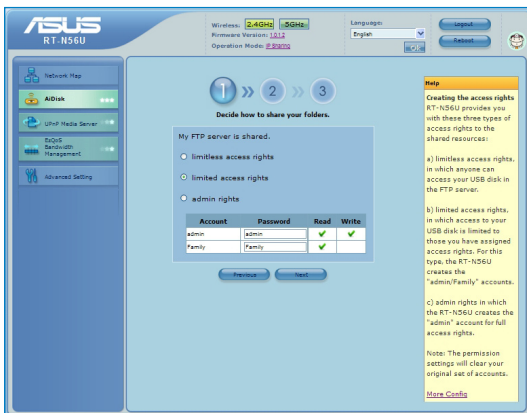 ASUS
RT-N56U
Wireless: 2.4GHz 5GHz
Firmware Version: 1.0.1.2
Operation Mode: IP Sharing
Language:
English
OK
Logout
Reboot
Network Map
AiDisk
UPnP Media Server
EzQoS
Bandwidth
Management
Advanced Setting
1 » 2 » 3
Decide how to share your folders.
My FTP server is shared.
limitless access rights
limited access rights
admin rights
Account Password Read Write
admin admin
Family Family
Previous Next
Help
Creating the access rights
RT-N56U provides you
with these three types of
access rights to the
shared resources:
a) limitless access rights,
in which anyone can
access your USB disk in
the FTP server.
b) limited access rights,
in which access to your
USB disk is limited to
those you have assigned
access rights. For this
type, the RT-N56U
creates the
"admin/Family" accounts.
c) admin rights in which
the RT-N56U creates the
"admin" account for full
access rights.
Note: The permission
settings will clear your
original set of accounts.
More Config